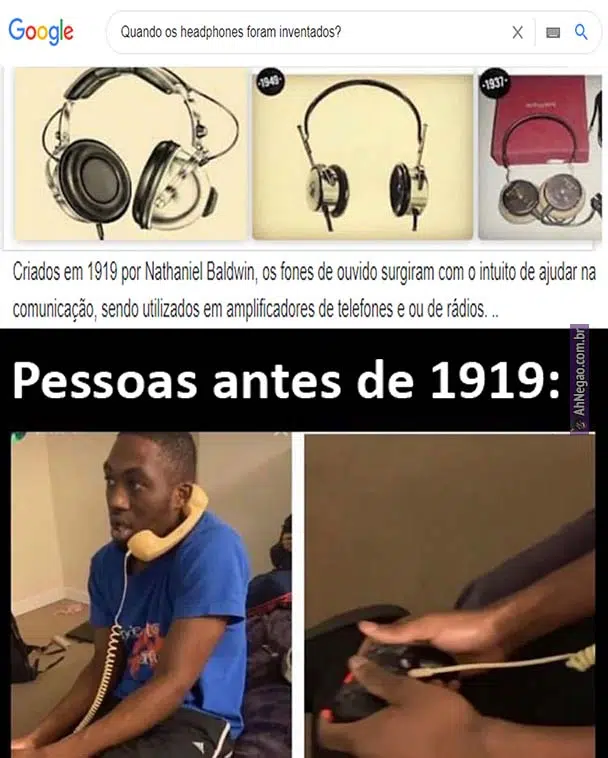 Google
Quando os headphones foram inventados?
-1949-
-1937-
Criados em 1919 por Nathaniel Baldwin, os fones de ouvido surgiram com o intuito de ajudar na
comunicação, sendo utilizados em amplificadores de telefones e ou de rádios. ..
AhNegao.com.br
Pessoas antes de 1919: